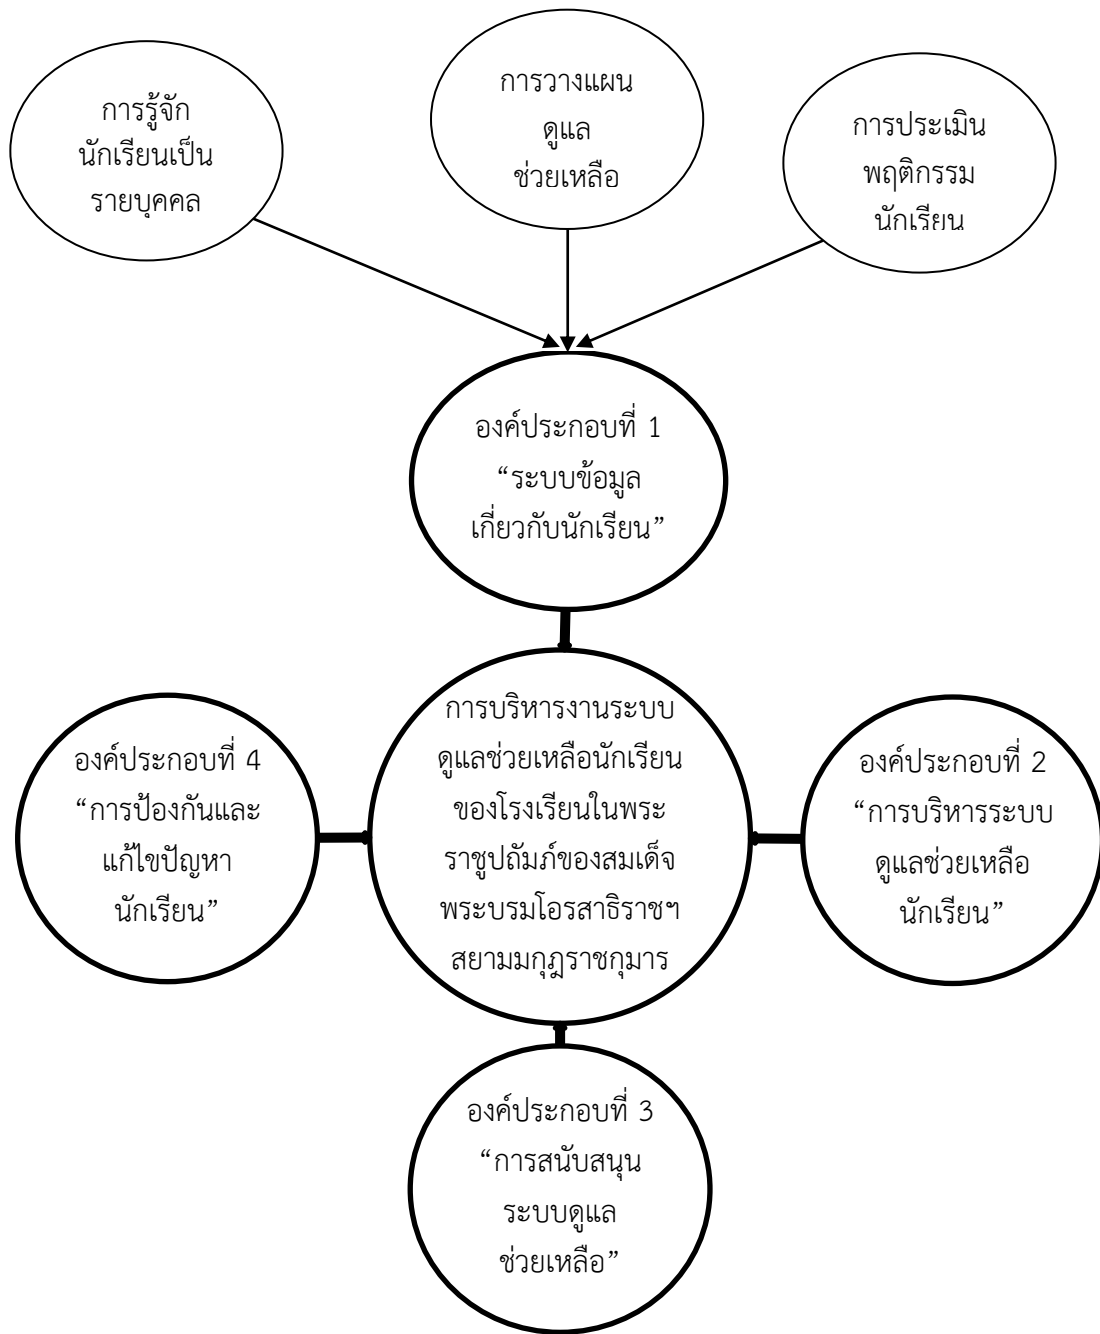 การรู้จัก
นักเรียนเป็น
รายบุคคล
การวางแผน
ดูแล
ช่วยเหลือ
การประเมิน
พฤติกรรม
นักเรียน
องค์ประกอบที่ 1
“ระบบข้อมูล
เกี่ยวกับนักเรียน”
การบริหารงานระบบ
ดูแลช่วยเหลือนักเรียน
ของโรงเรียนในพระ
ราชูปถัมภ์ของสมเด็จ
พระบรมโอรสาธิราชฯ
สยามมกุฎราชกุมาร
องค์ประกอบที่ 4
“การป้องกันและ
แก้ไขปัญหา
นักเรียน”
องค์ประกอบที่ 2
“การบริหารระบบ
ดูแลช่วยเหลือ
นักเรียน”
องค์ประกอบที่ 3
“การสนับสนุน
ระบบดูแล
ช่วยเหลือ”